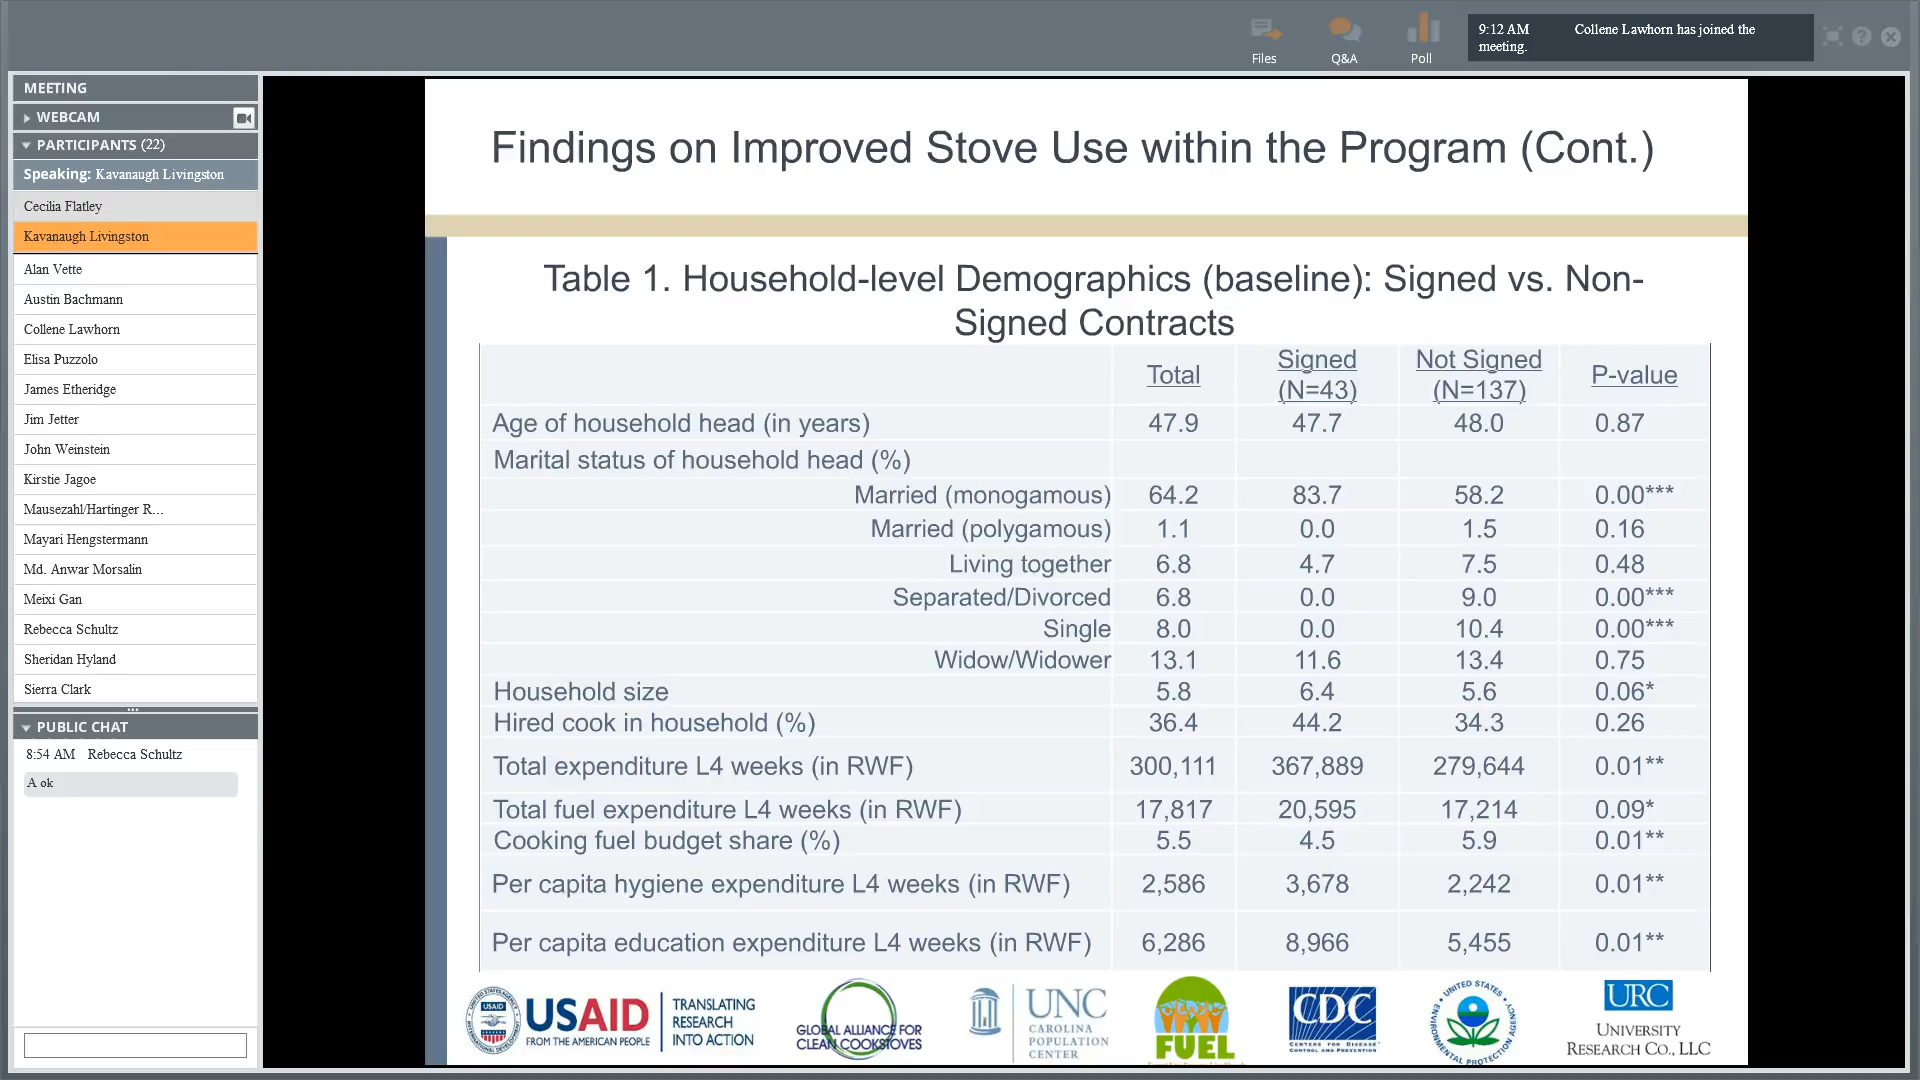 Files
Q&A
Poll
9:12 AM Collene Lawhorn has joined the
meeting.
MEETING
WEBCAM
PARTICIPANTS (22)
Speaking: Kavanaugh Livingston
Cecilia Flatley
Kavanaugh Livingston
Alan Vette
Austin Bachmann
Collene Lawhorn
Elisa Puzzolo
James Etheridge
Jim Jetter
John Weinstein
Kirstie Jagoe
Mausezahl/Hartinger R...
Mayari Hengstermann
Md. Anwar Morsalin
Meixi Gan
Rebecca Schultz
Sheridan Hyland
Sierra Clark
PUBLIC CHAT
8:54 AM Rebecca Schultz
A ok
Findings on Improved Stove Use within the Program (Cont.)
Table 1. Household-level Demographics (baseline): Signed vs. Non-
Signed Contracts
Total Signed (N=43) Not Signed (N=137) P-value
Age of household head (in years) 47.9 47.7 48.0 0.87
Marital status of household head (%)
Married (monogamous) 64.2 83.7 58.2 0.00***
Married (polygamous) 1.1 0.0 1.5 0.16
Living together 6.8 4.7 7.5 0.48
Separated/Divorced 6.8 0.0 9.0 0.00***
Single 8.0 0.0 10.4 0.00***
Widow/Widower 13.1 11.6 13.4 0.75
Household size 5.8 6.4 5.6 0.06*
Hired cook in household (%) 36.4 44.2 34.3 0.26
Total expenditure L4 weeks (in RWF) 300,111 367,889 279,644 0.01**
Total fuel expenditure L4 weeks (in RWF) 17,817 20,595 17,214 0.09*
Cooking fuel budget share (%) 5.5 4.5 5.9 0.01**
Per capita hygiene expenditure L4 weeks (in RWF) 2,586 3,678 2,242 0.01**
Per capita education expenditure L4 weeks (in RWF) 6,286 8,966 5,455 0.01**
USAID
FROM THE AMERICAN PEOPLE
TRANSLATING
RESEARCH
INTO ACTION
GLOBAL ALLIANCE FOR
CLEAN COOKSTOVES
UNC
CAROLINA
POPULATION
CENTER
FUEL
CDC
CENTERS FOR DISEASE
CONTROL AND PREVENTION
UNITED STATES
ENVIRONMENTAL PROTECTION AGENCY
URC
UNIVERSITY
RESEARCH CO., LLC